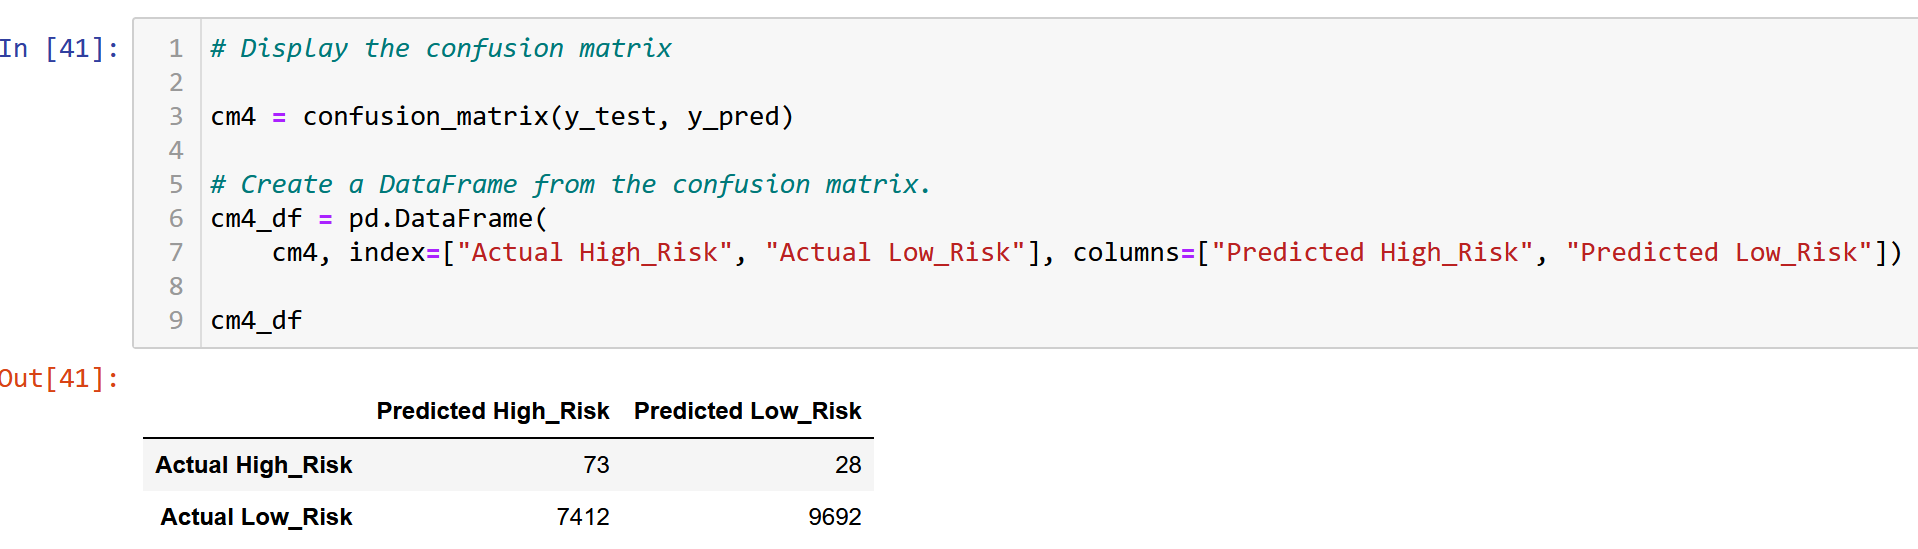 In [41]:
1 # Display the confusion matrix
2
3 cm4 = confusion_matrix(y_test, y_pred)
4
5 # Create a DataFrame from the confusion matrix.
6 cm4_df = pd.DataFrame(
7     cm4, index=["Actual High_Risk", "Actual Low_Risk"], columns=["Predicted High_Risk", "Predicted Low_Risk"])
8
9 cm4_df
Out[41]:
Predicted High_Risk Predicted Low_Risk
Actual High_Risk 73 28
Actual Low_Risk 7412 9692